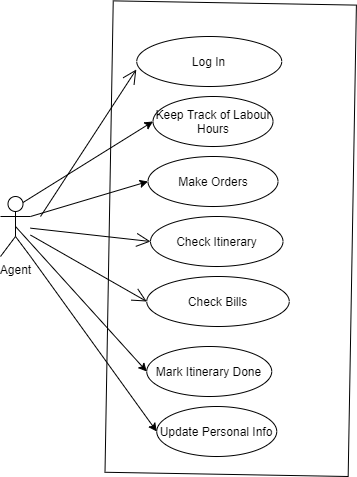 Log In
Keep Track of Labour
Hours
Make Orders
Check Itinerary
Agent
Check Bills
Mark Itinerary Done
Update Personal Info